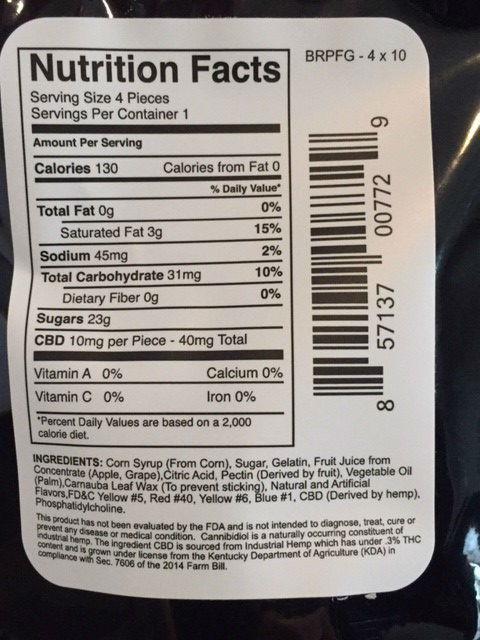 BRPFG - 4 x 10
Nutrition Facts
Serving Size 4 Pieces
Servings Per Container 1
Amount Per Serving
Calories 130 Calories from Fat 0
% Daily Value*
Total Fat 0g 0%
Saturated Fat 3g 15%
Sodium 45mg 2%
Total Carbohydrate 31mg 10%
Dietary Fiber 0g 0%
Sugars 23g
CBD 10mg per Piece - 40mg Total
Vitamin A 0% Calcium 0%
Vitamin C 0% Iron 0%
*Percent Daily Values are based on a 2,000
calorie diet.
8 57137 00772 9
INGREDIENTS: Corn Syrup (From Corn), Sugar, Gelatin, Fruit Juice from
Concentrate (Apple, Grape),Citric Acid, Pectin (Derived by fruit), Vegetable Oil
(Palm),Carnauba Leaf Wax (To prevent sticking), Natural and Artificial
Flavors,FD&C Yellow #5, Red #40, Yellow #6, Blue #1, CBD (Derived by hemp),
Phosphatidylcholine.
This product has not been evaluated by the FDA and is not intended to diagnose, treat, cure or
prevent any disease or medical condition. Cannibidiol is a naturally occurring constituent of
industrial hemp. The ingredient CBD is sourced from Industrial Hemp which has under .3% THC
content and is grown under license from the Kentucky Department of Agriculture (KDA) in
compliance with Sec. 7606 of the 2014 Farm Bill.